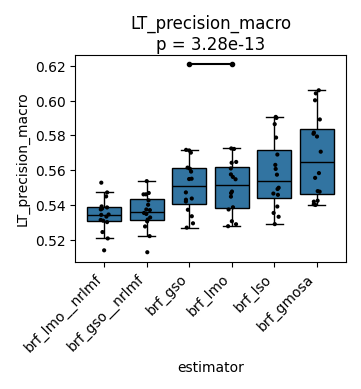 LT_precision_macro
p = 3.28e-13
LT_precision_macro
0.62
0.60
0.58
0.56
0.54
0.52
brf_lmo__nrlmf
brf_gso__nrlmf
brf_gso
brf_lmo
brf_lso
brf_gmosa
estimator